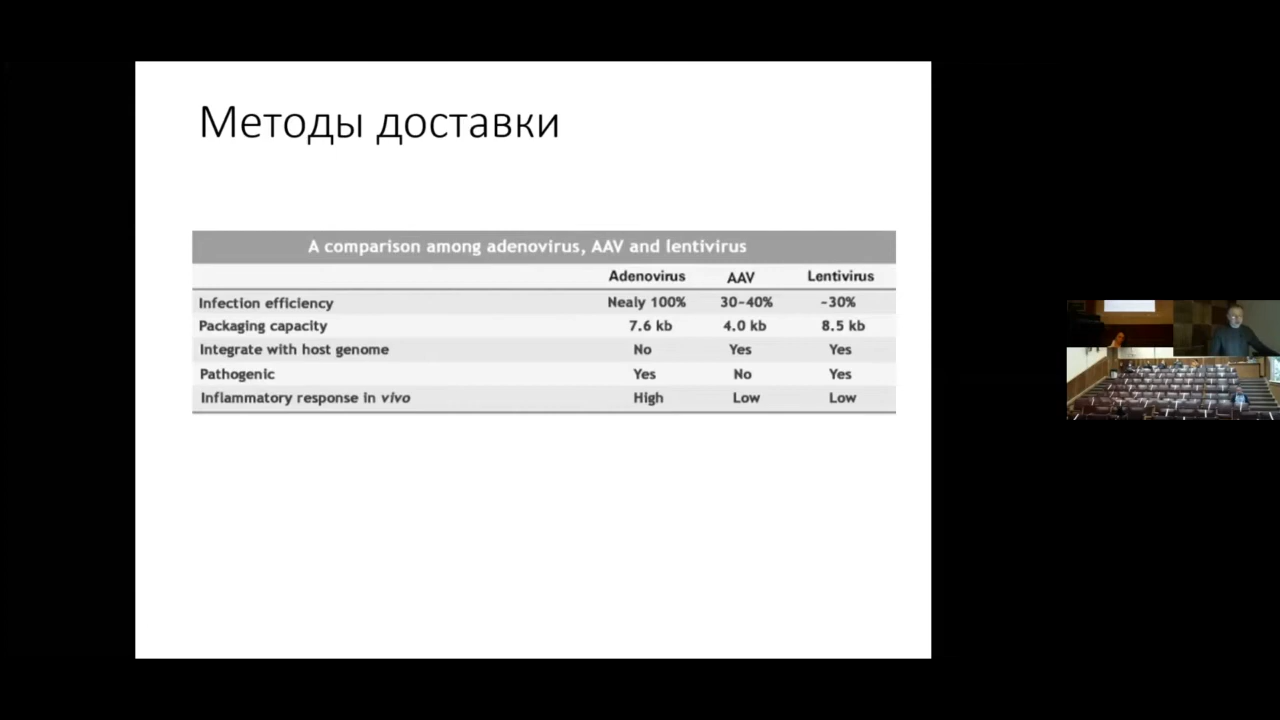 Методы доставки
A comparison among adenovirus, AAV and lentivirus
Adenovirus AAV Lentivirus
Infection efficiency Nealy 100% 30–40% ~30%
Packaging capacity 7.6 kb 4.0 kb 8.5 kb
Integrate with host genome No Yes Yes
Pathogenic Yes No Yes
Inflammatory response in vivo High Low Low